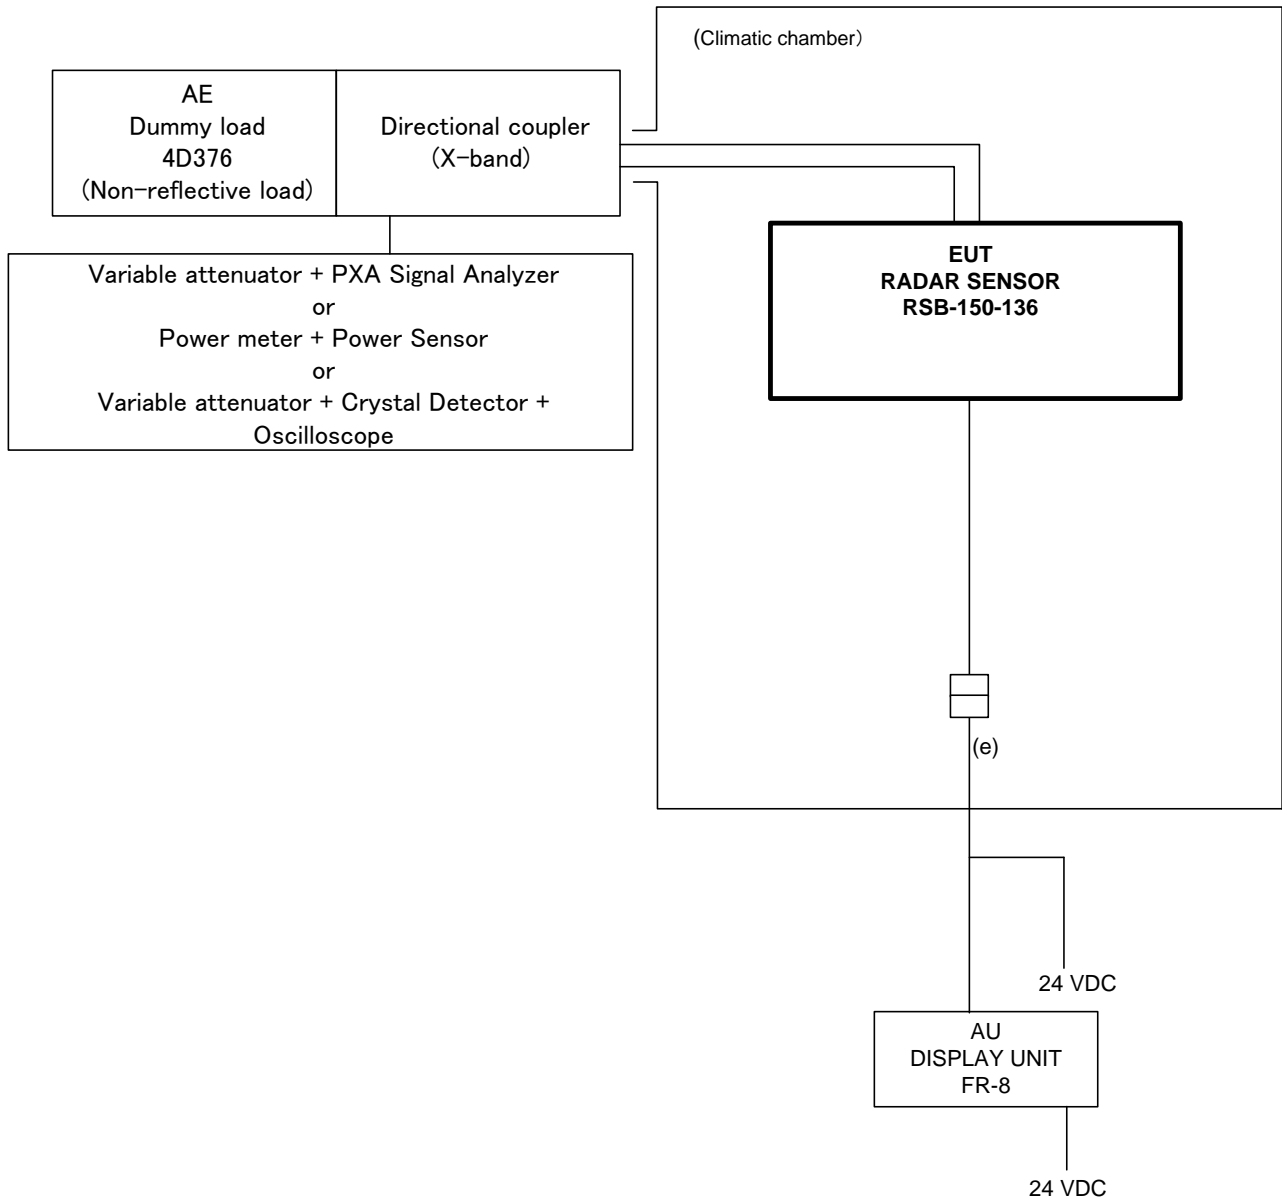 (Climatic chamber)
AE
Dummy load
4D376
(Non-reflective load)
Directional coupler
(X-band)
EUT
RADAR SENSOR
RSB-150-136
Variable attenuator + PXA Signal Analyzer
or
Power meter + Power Sensor
or
Variable attenuator + Crystal Detector +
Oscilloscope
(e)
24 VDC
AU
DISPLAY UNIT
FR-8
24 VDC